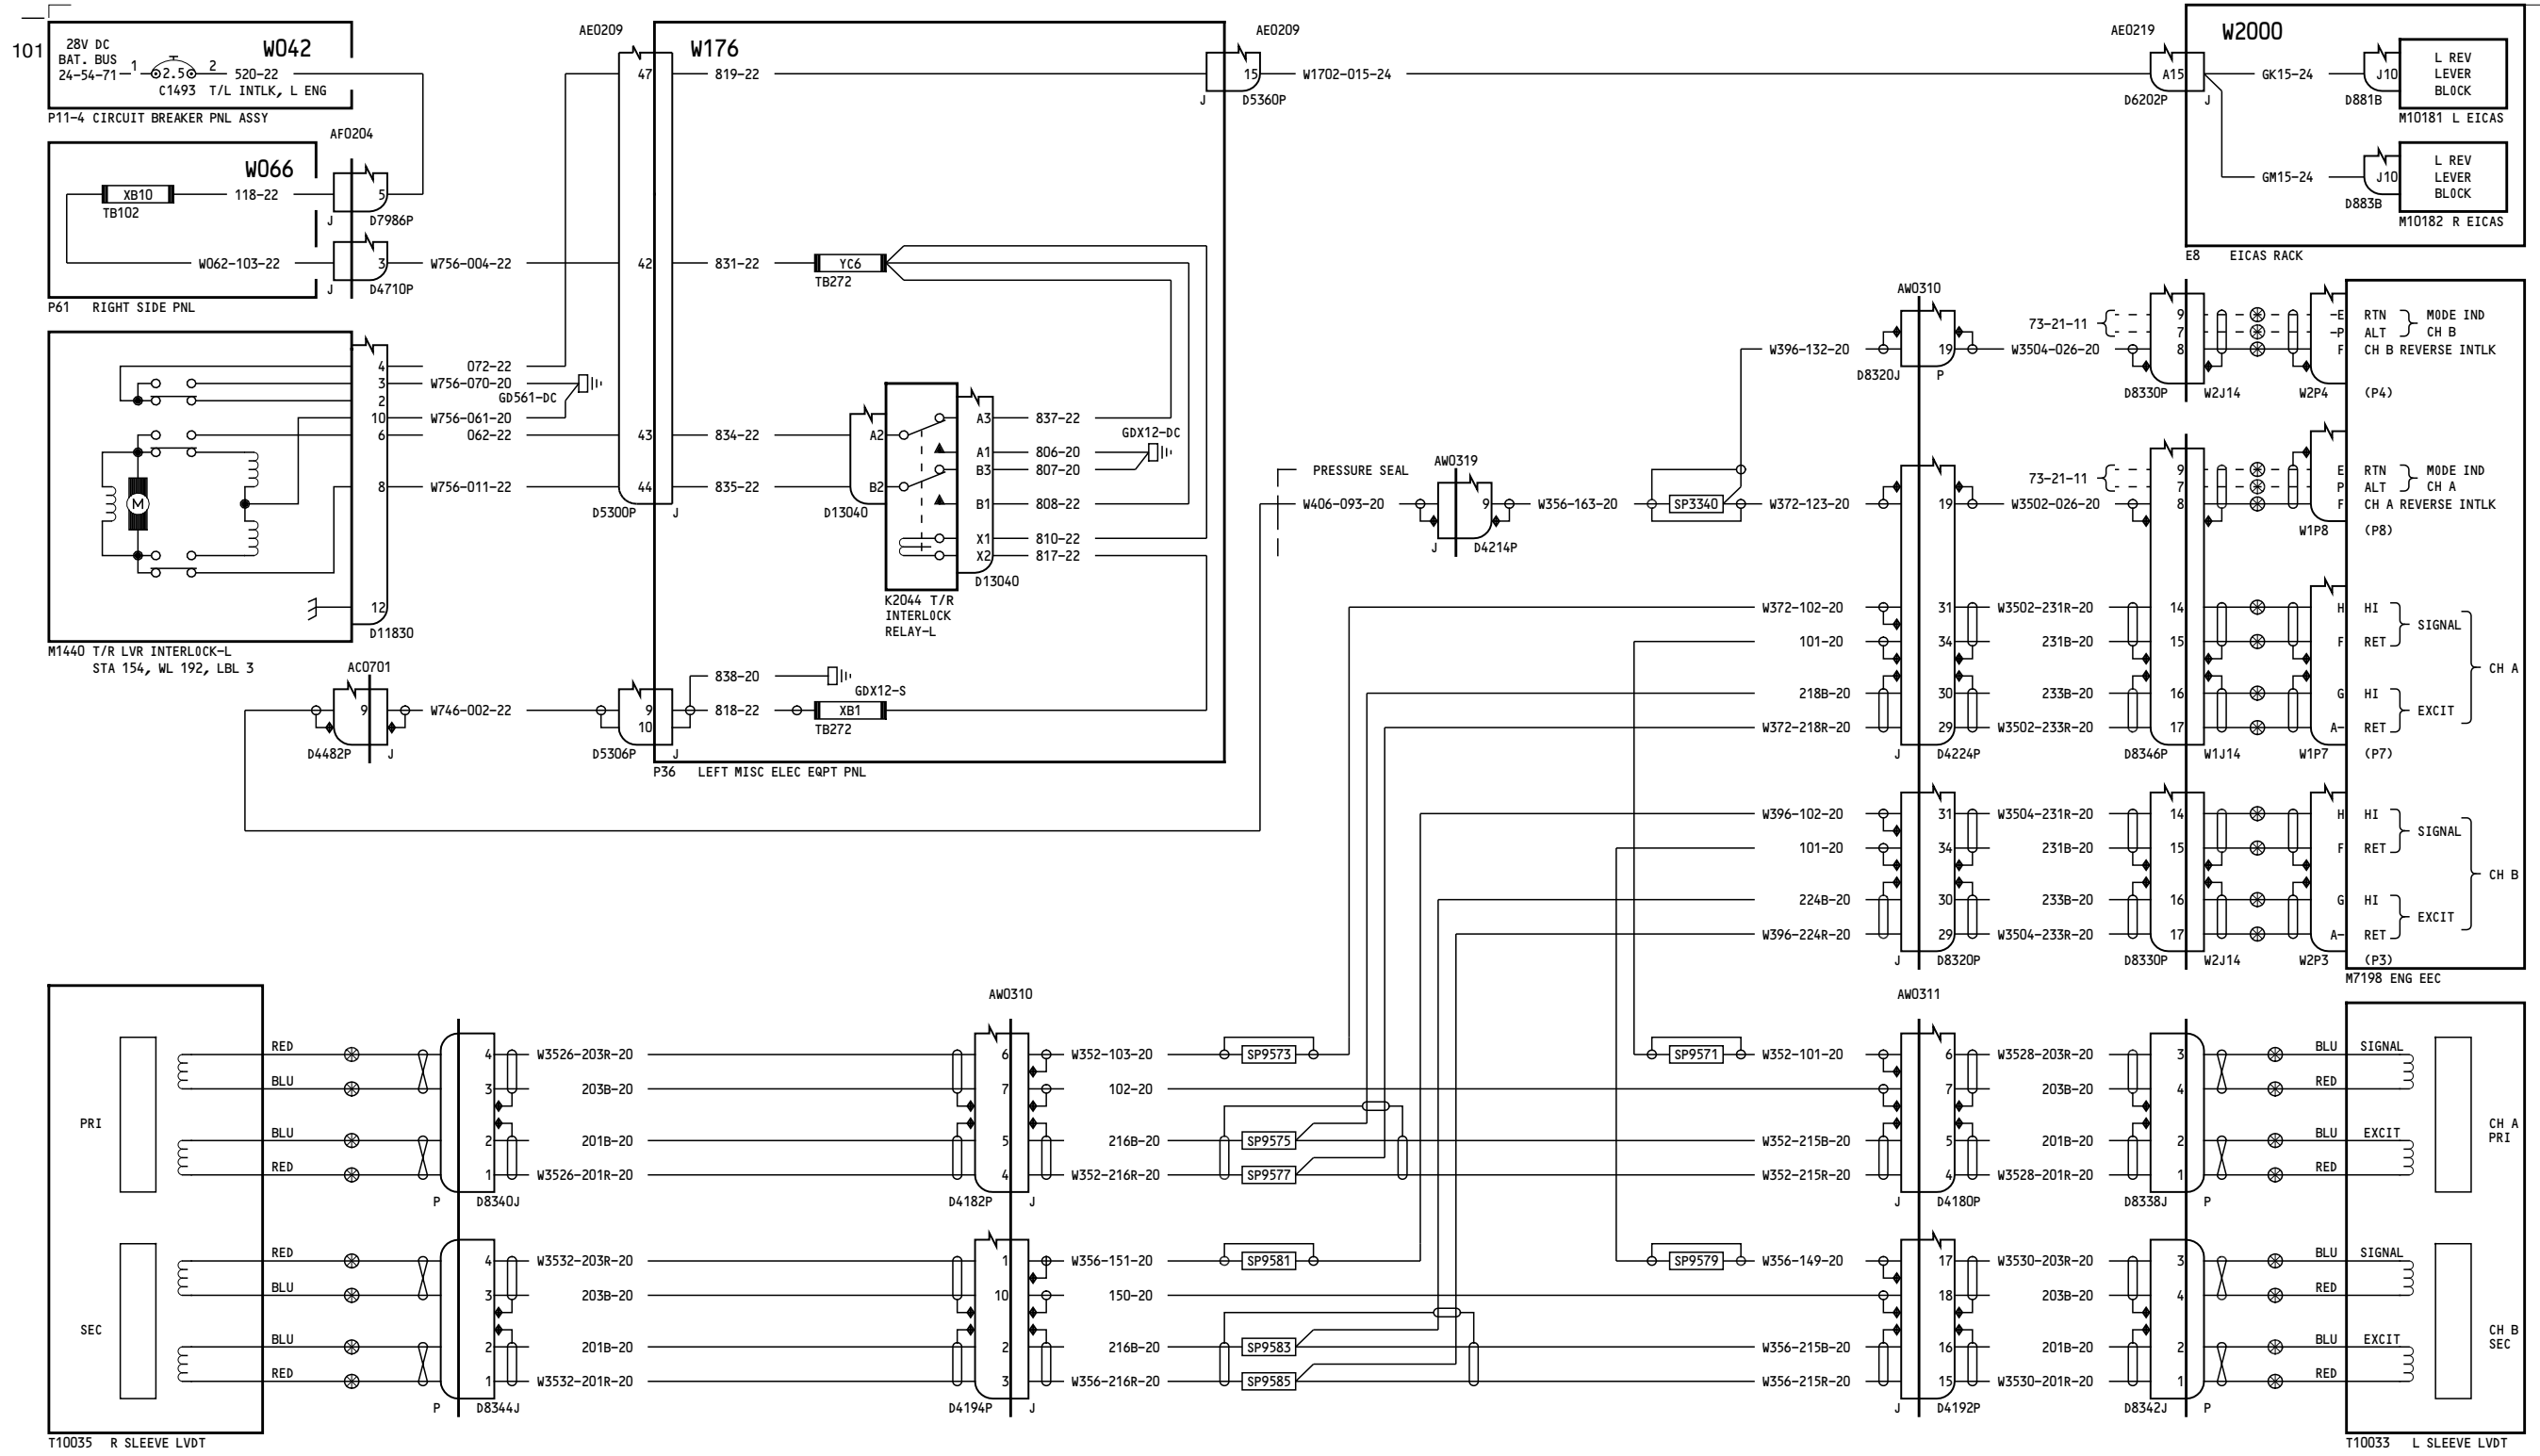 101
28V DC
BAT. BUS
24-54-71
1
2.5
2
520-22
C1493 T/L INTLK, L ENG
W042
P11-4 CIRCUIT BREAKER PNL ASSY
AF0204
W066
XB10
TB102
118-22
5
J
D7986P
W062-103-22
3
J
D4710P
W756-004-22
P61 RIGHT SIDE PNL
4
072-22
3
W756-070-20
GD561-DC
2
10
W756-061-20
6
062-22
8
W756-011-22
M
12
D11830
M1440 T/R LVR INTERLOCK-L
STA 154, WL 192, LBL 3
AC0701
9
D4482P
J
W746-002-22
AE0209
W176
47
819-22
42
831-22
YC6
TB272
43
834-22
44
835-22
D5300P
J
A2
B2
D13040
A3
837-22
A1
806-20
GDX12-DC
B3
807-20
B1
808-22
X1
810-22
X2
817-22
D13040
K2044 T/R
INTERLOCK
RELAY-L
838-20
GDX12-S
9
818-22
XB1
TB272
10
D5306P
J
P36 LEFT MISC ELEC EQPT PNL
AE0209
15
J
D5360P
W1702-015-24
AE0219
A15
D6202P
J
W2000
GK15-24
J10
D881B
L REV
LEVER
BLOCK
M10181 L EICAS
GM15-24
J10
D883B
L REV
LEVER
BLOCK
M10182 R EICAS
E8 EICAS RACK
AW0310
W396-132-20
19
D8320J
P
W3504-026-20
73-21-11
9
7
8
D8330P
W2J14
-E
-P
F
W2P4
RTN
ALT
MODE IND
CH B
CH B REVERSE INTLK
(P4)
PRESSURE SEAL
W406-093-20
AW0319
9
J
D4214P
W356-163-20
SP3340
W372-123-20
19
W3502-026-20
73-21-11
9
7
8
E
P
F
W1P8
RTN
ALT
MODE IND
CH A
CH A REVERSE INTLK
(P8)
W372-102-20
31
W3502-231R-20
14
H
HI
101-20
34
231B-20
15
F
RET
SIGNAL
CH A
218B-20
30
233B-20
16
G
HI
EXCIT
W372-218R-20
29
W3502-233R-20
17
A-
RET
J
D4224P
D8346P
W1J14
W1P7
(P7)
W396-102-20
31
W3504-231R-20
14
H
HI
101-20
34
231B-20
15
F
RET
SIGNAL
CH B
224B-20
30
233B-20
16
G
HI
EXCIT
W396-224R-20
29
W3504-233R-20
17
A-
RET
J
D8320P
D8330P
W2J14
W2P3
(P3)
M7198 ENG EEC
PRI
RED
4
W3526-203R-20
BLU
3
203B-20
BLU
2
201B-20
RED
1
W3526-201R-20
P
D8340J
AW0310
6
W352-103-20
SP9573
7
102-20
5
216B-20
SP9575
4
W352-216R-20
SP9577
D4182P
J
AW0311
SP9571
W352-101-20
6
W3528-203R-20
3
BLU
SIGNAL
7
203B-20
4
RED
W352-215B-20
5
201B-20
2
BLU
EXCIT
W352-215R-20
4
W3528-201R-20
1
RED
J
D4180P
D8338J
P
CH A
PRI
SEC
RED
4
W3532-203R-20
BLU
3
203B-20
BLU
2
201B-20
RED
1
W3532-201R-20
P
D8344J
1
W356-151-20
SP9581
10
150-20
2
216B-20
SP9583
3
W356-216R-20
SP9585
D4194P
J
SP9579
W356-149-20
17
W3530-203R-20
3
BLU
SIGNAL
18
203B-20
4
RED
W356-215B-20
16
201B-20
2
BLU
EXCIT
W356-215R-20
15
W3530-201R-20
1
RED
J
D4192P
D8342J
P
CH B
SEC
T10035 R SLEEVE LVDT
T10033 L SLEEVE LVDT